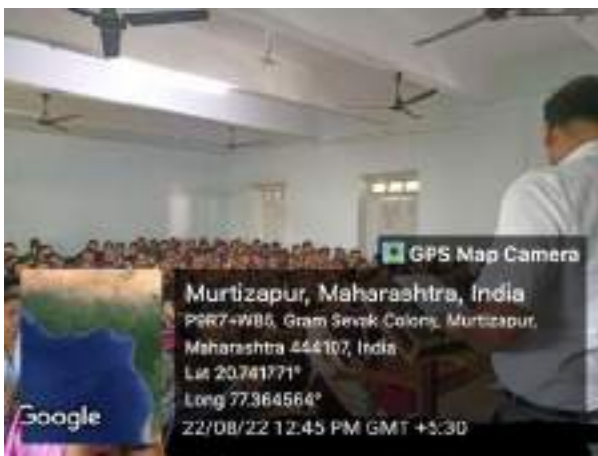 GPS Map Camera
Murtizapur, Maharashtra, India
P9R7+W86, Gram Sevak Colony, Murtizapur,
Maharashtra 444107, India
Lat 20.741771°
Long 77.364564°
22/08/22 12:45 PM GMT +5:30
Google